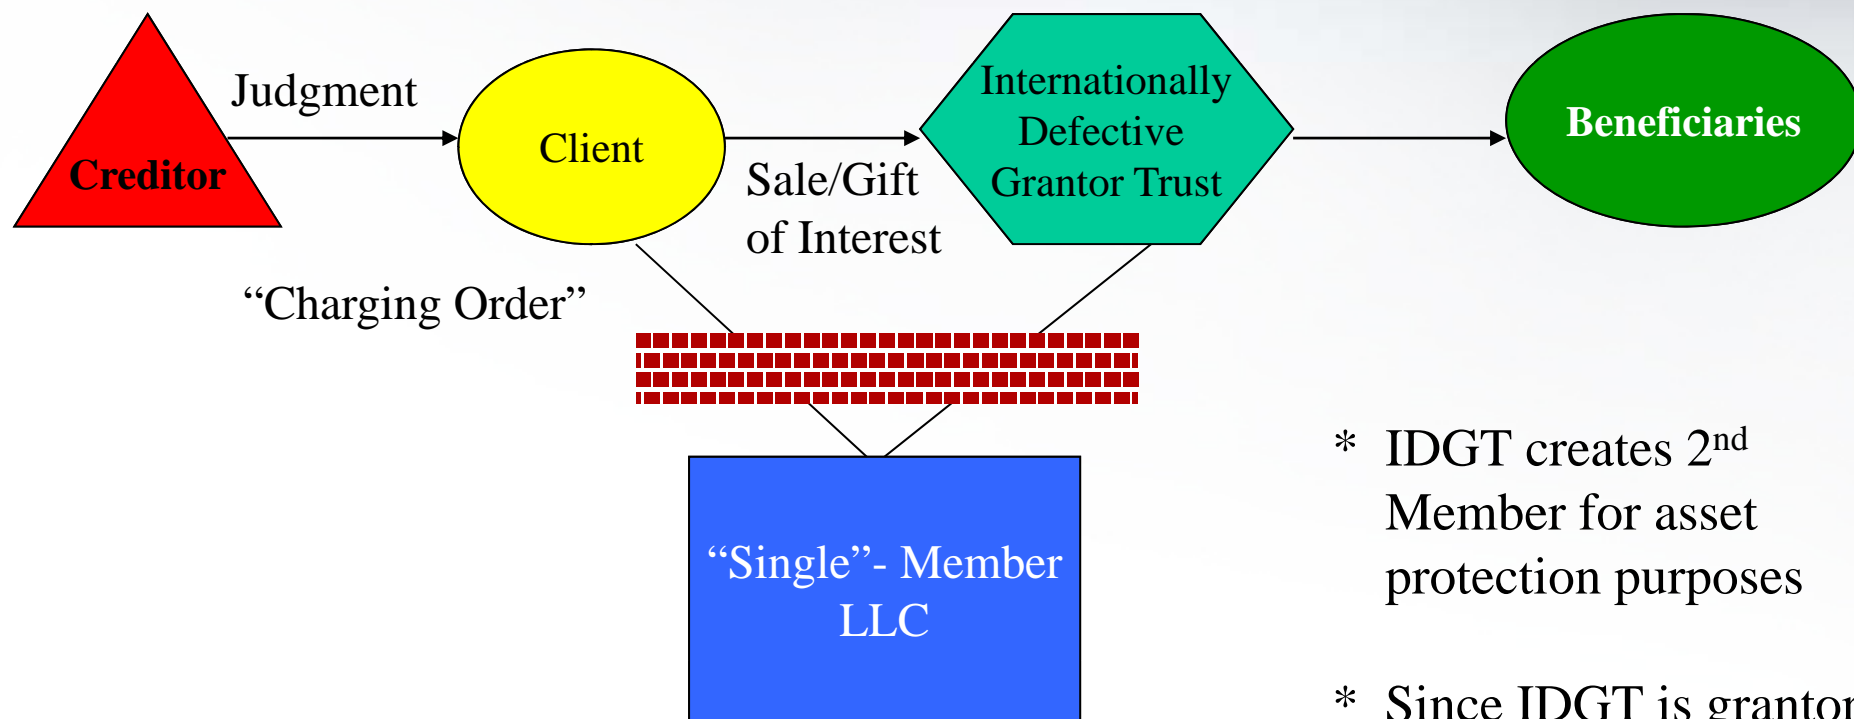 Judgment
Creditor
Client
Sale/Gift
of Interest
Internationally
Defective
Grantor Trust
Beneficiaries
“Charging Order”
“Single”- Member
LLC
* IDGT creates 2nd
Member for asset
protection purposes
* Since IDGT is grantor